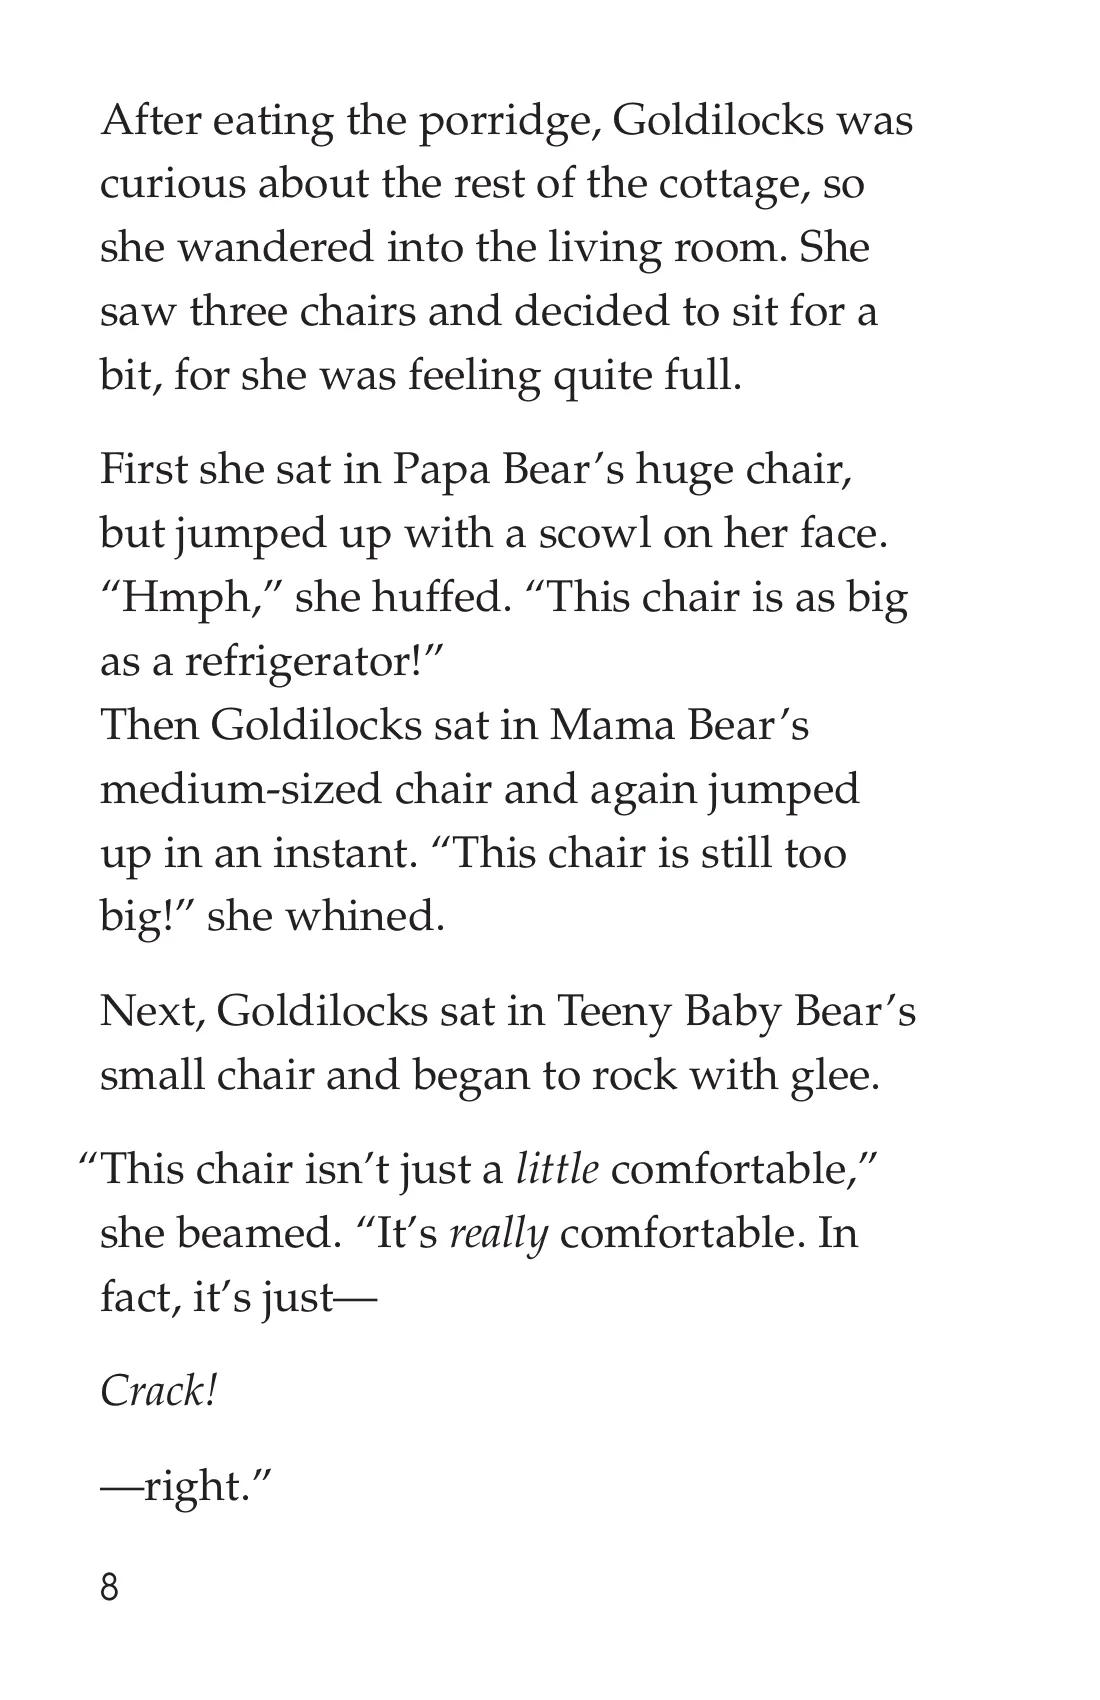 After eating the porridge, Goldilocks was
curious about the rest of the cottage, so
she wandered into the living room. She
saw three chairs and decided to sit for a
bit, for she was feeling quite full.
First she sat in Papa Bear’s huge chair,
but jumped up with a scowl on her face.
“Hmph,” she huffed. “This chair is as big
as a refrigerator!”
Then Goldilocks sat in Mama Bear’s
medium-sized chair and again jumped
up in an instant. “This chair is still too
big!” she whined.
Next, Goldilocks sat in Teeny Baby Bear’s
small chair and began to rock with glee.
“This chair isn’t just a little comfortable,”
she beamed. “It’s really comfortable. In
fact, it’s just—
Crack!
—right.”
8